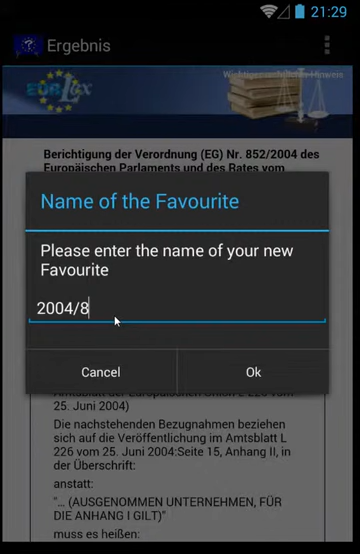 21:29
Ergebnis
EUR Lex
Wichtiger rechtlicher Hinweis
Berichtigung der Verordnung (EG) Nr. 852/2004 des
Europäischen Parlaments und des Rates vom
Name of the Favourite
Please enter the name of your new
Favourite
2004/8
Cancel
Ok
Amtsblatt der Europäischen Union L 226 vom
25. Juni 2004)
Die nachstehenden Bezugnahmen beziehen
sich auf die Veröffentlichung im Amtsblatt L
226 vom 25. Juni 2004:Seite 15, Anhang II, in
der Überschrift:
anstatt:
"... (AUSGENOMMEN UNTERNEHMEN, FÜR
DIE ANHANG I GILT)"
muss es heißen: